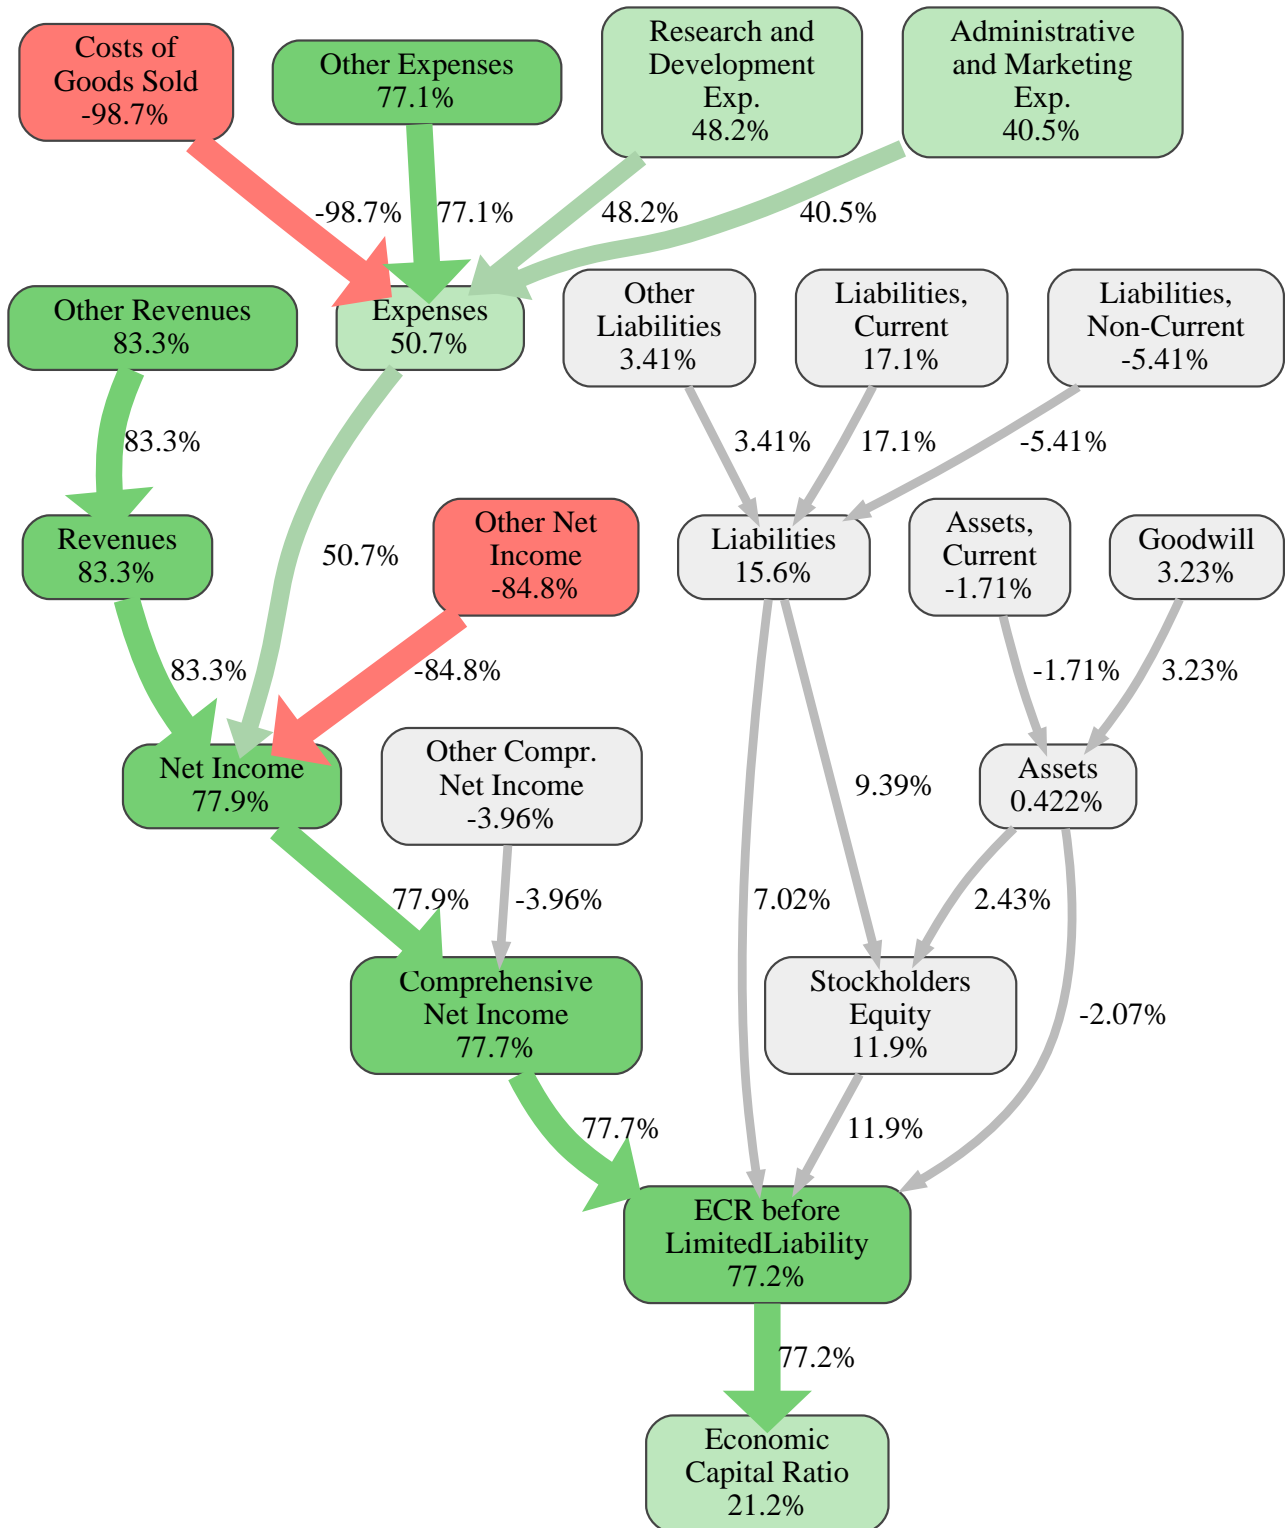 Costs of
Goods Sold
-98.7%
Other Expenses
77.1%
Research and
Development
Exp.
48.2%
Administrative
and Marketing
Exp.
40.5%
-98.7%
77.1%
48.2%
40.5%
Other Revenues
83.3%
Expenses
50.7%
Other
Liabilities
3.41%
Liabilities,
Current
17.1%
Liabilities,
Non-Current
-5.41%
83.3%
3.41%
17.1%
-5.41%
Revenues
83.3%
50.7%
Other Net
Income
-84.8%
Liabilities
15.6%
Assets,
Current
-1.71%
Goodwill
3.23%
83.3%
-84.8%
-1.71%
3.23%
Net Income
77.9%
Other Compr.
Net Income
-3.96%
9.39%
Assets
0.422%
77.9%
-3.96%
7.02%
2.43%
Comprehensive
Net Income
77.7%
Stockholders
Equity
11.9%
-2.07%
77.7%
11.9%
ECR before
LimitedLiability
77.2%
77.2%
Economic
Capital Ratio
21.2%